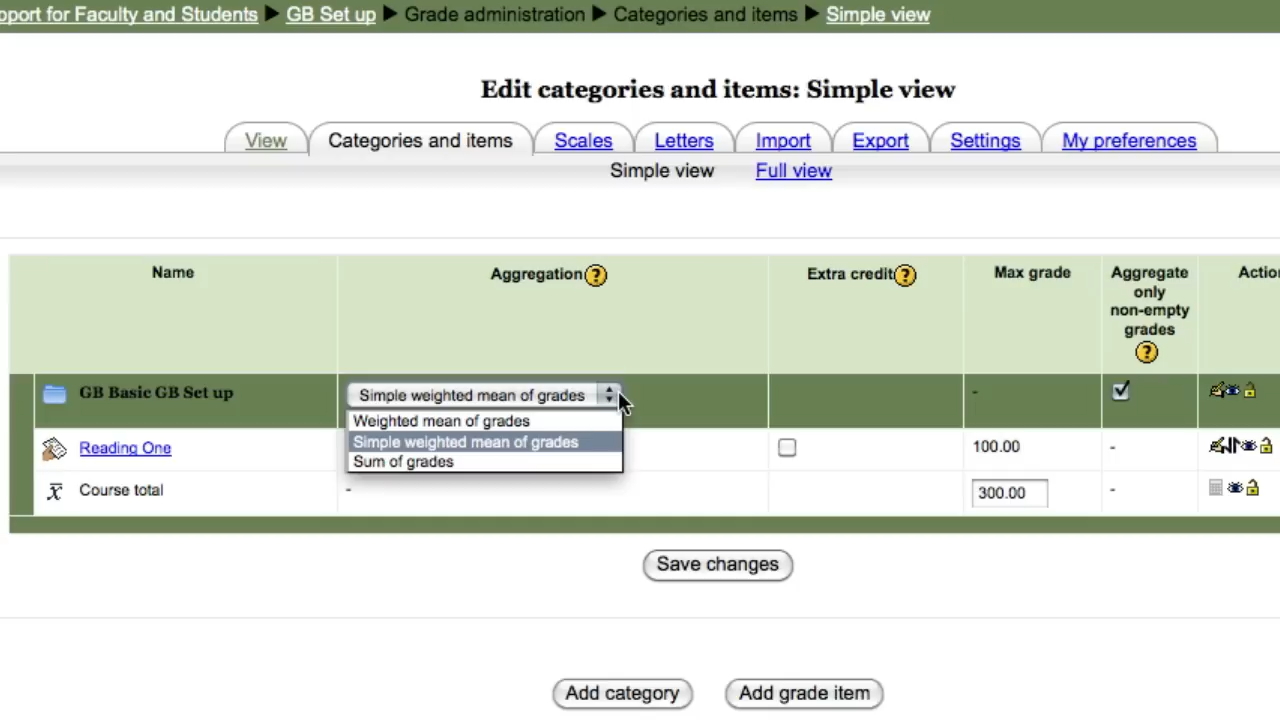 pport for Faculty and Students ▶ GB Set up ▶ Grade administration ▶ Categories and items ▶ Simple view
Edit categories and items: Simple view
View Categories and items Scales Letters Import Export Settings My preferences
Simple view Full view
Name Aggregation ? Extra credit ? Max grade Aggregate only non-empty grades ? Actio
GB Basic GB Set up Simple weighted mean of grades -
Weighted mean of grades
Simple weighted mean of grades
Sum of grades
Reading One 100.00 -
x̅ Course total - 300.00 -
Save changes
Add category Add grade item